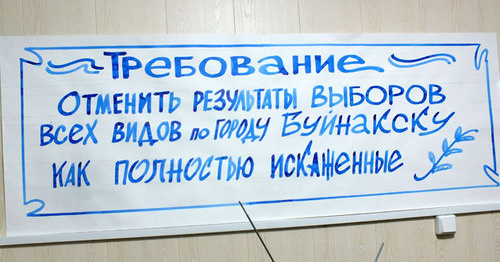 Требование
отменить результаты выборов
всех видов по городу Буйнакску
как полностью искаженные